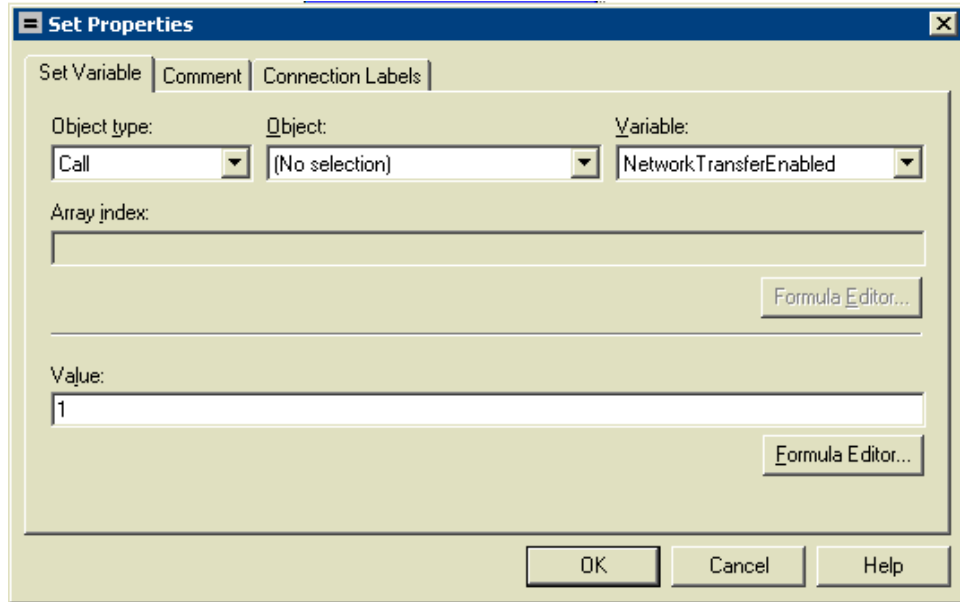 Set Properties
Set Variable Comment Connection Labels
Object type: Object: Variable:
Call (No selection) NetworkTransferEnabled
Array index:
Formula Editor...
Value:
1
Formula Editor...
OK Cancel Help